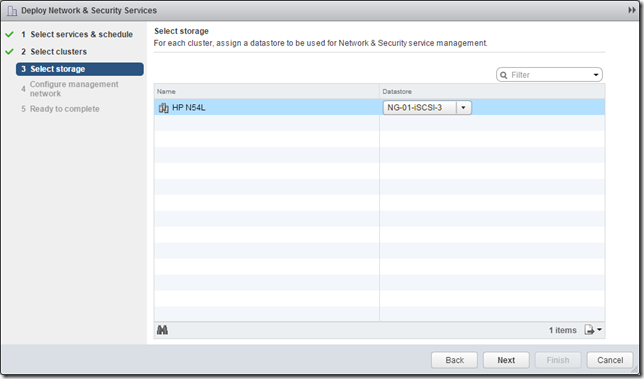 Deploy Network & Security Services
1 Select services & schedule
2 Select clusters
3 Select storage
4 Configure management
network
5 Ready to complete
Select storage
For each cluster, assign a datastore to be used for Network & Security service management.
Filter
Name Datastore
HP N54L NG-01-iSCSI-3
1 items
Back Next Finish Cancel